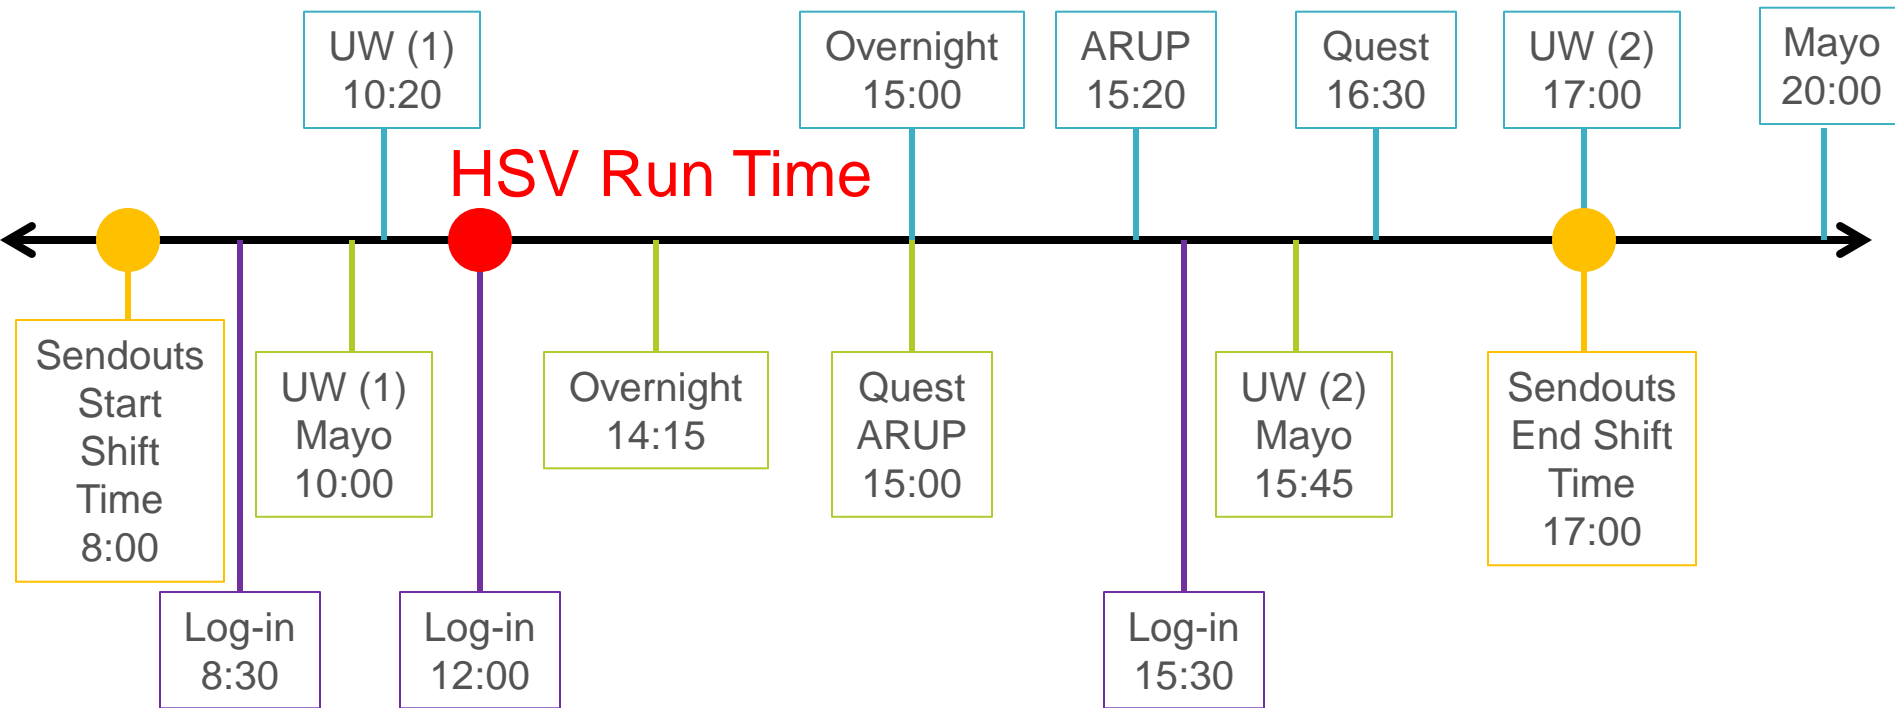 UW (1)
10:20
Overnight
15:00
ARUP
15:20
Quest
16:30
UW (2)
17:00
Mayo
20:00
HSV Run Time
Sendouts
Start
Shift
Time
8:00
UW (1)
Mayo
10:00
Overnight
14:15
Quest
ARUP
15:00
UW (2)
Mayo
15:45
Sendouts
End Shift
Time
17:00
Log-in
8:30
Log-in
12:00
Log-in
15:30